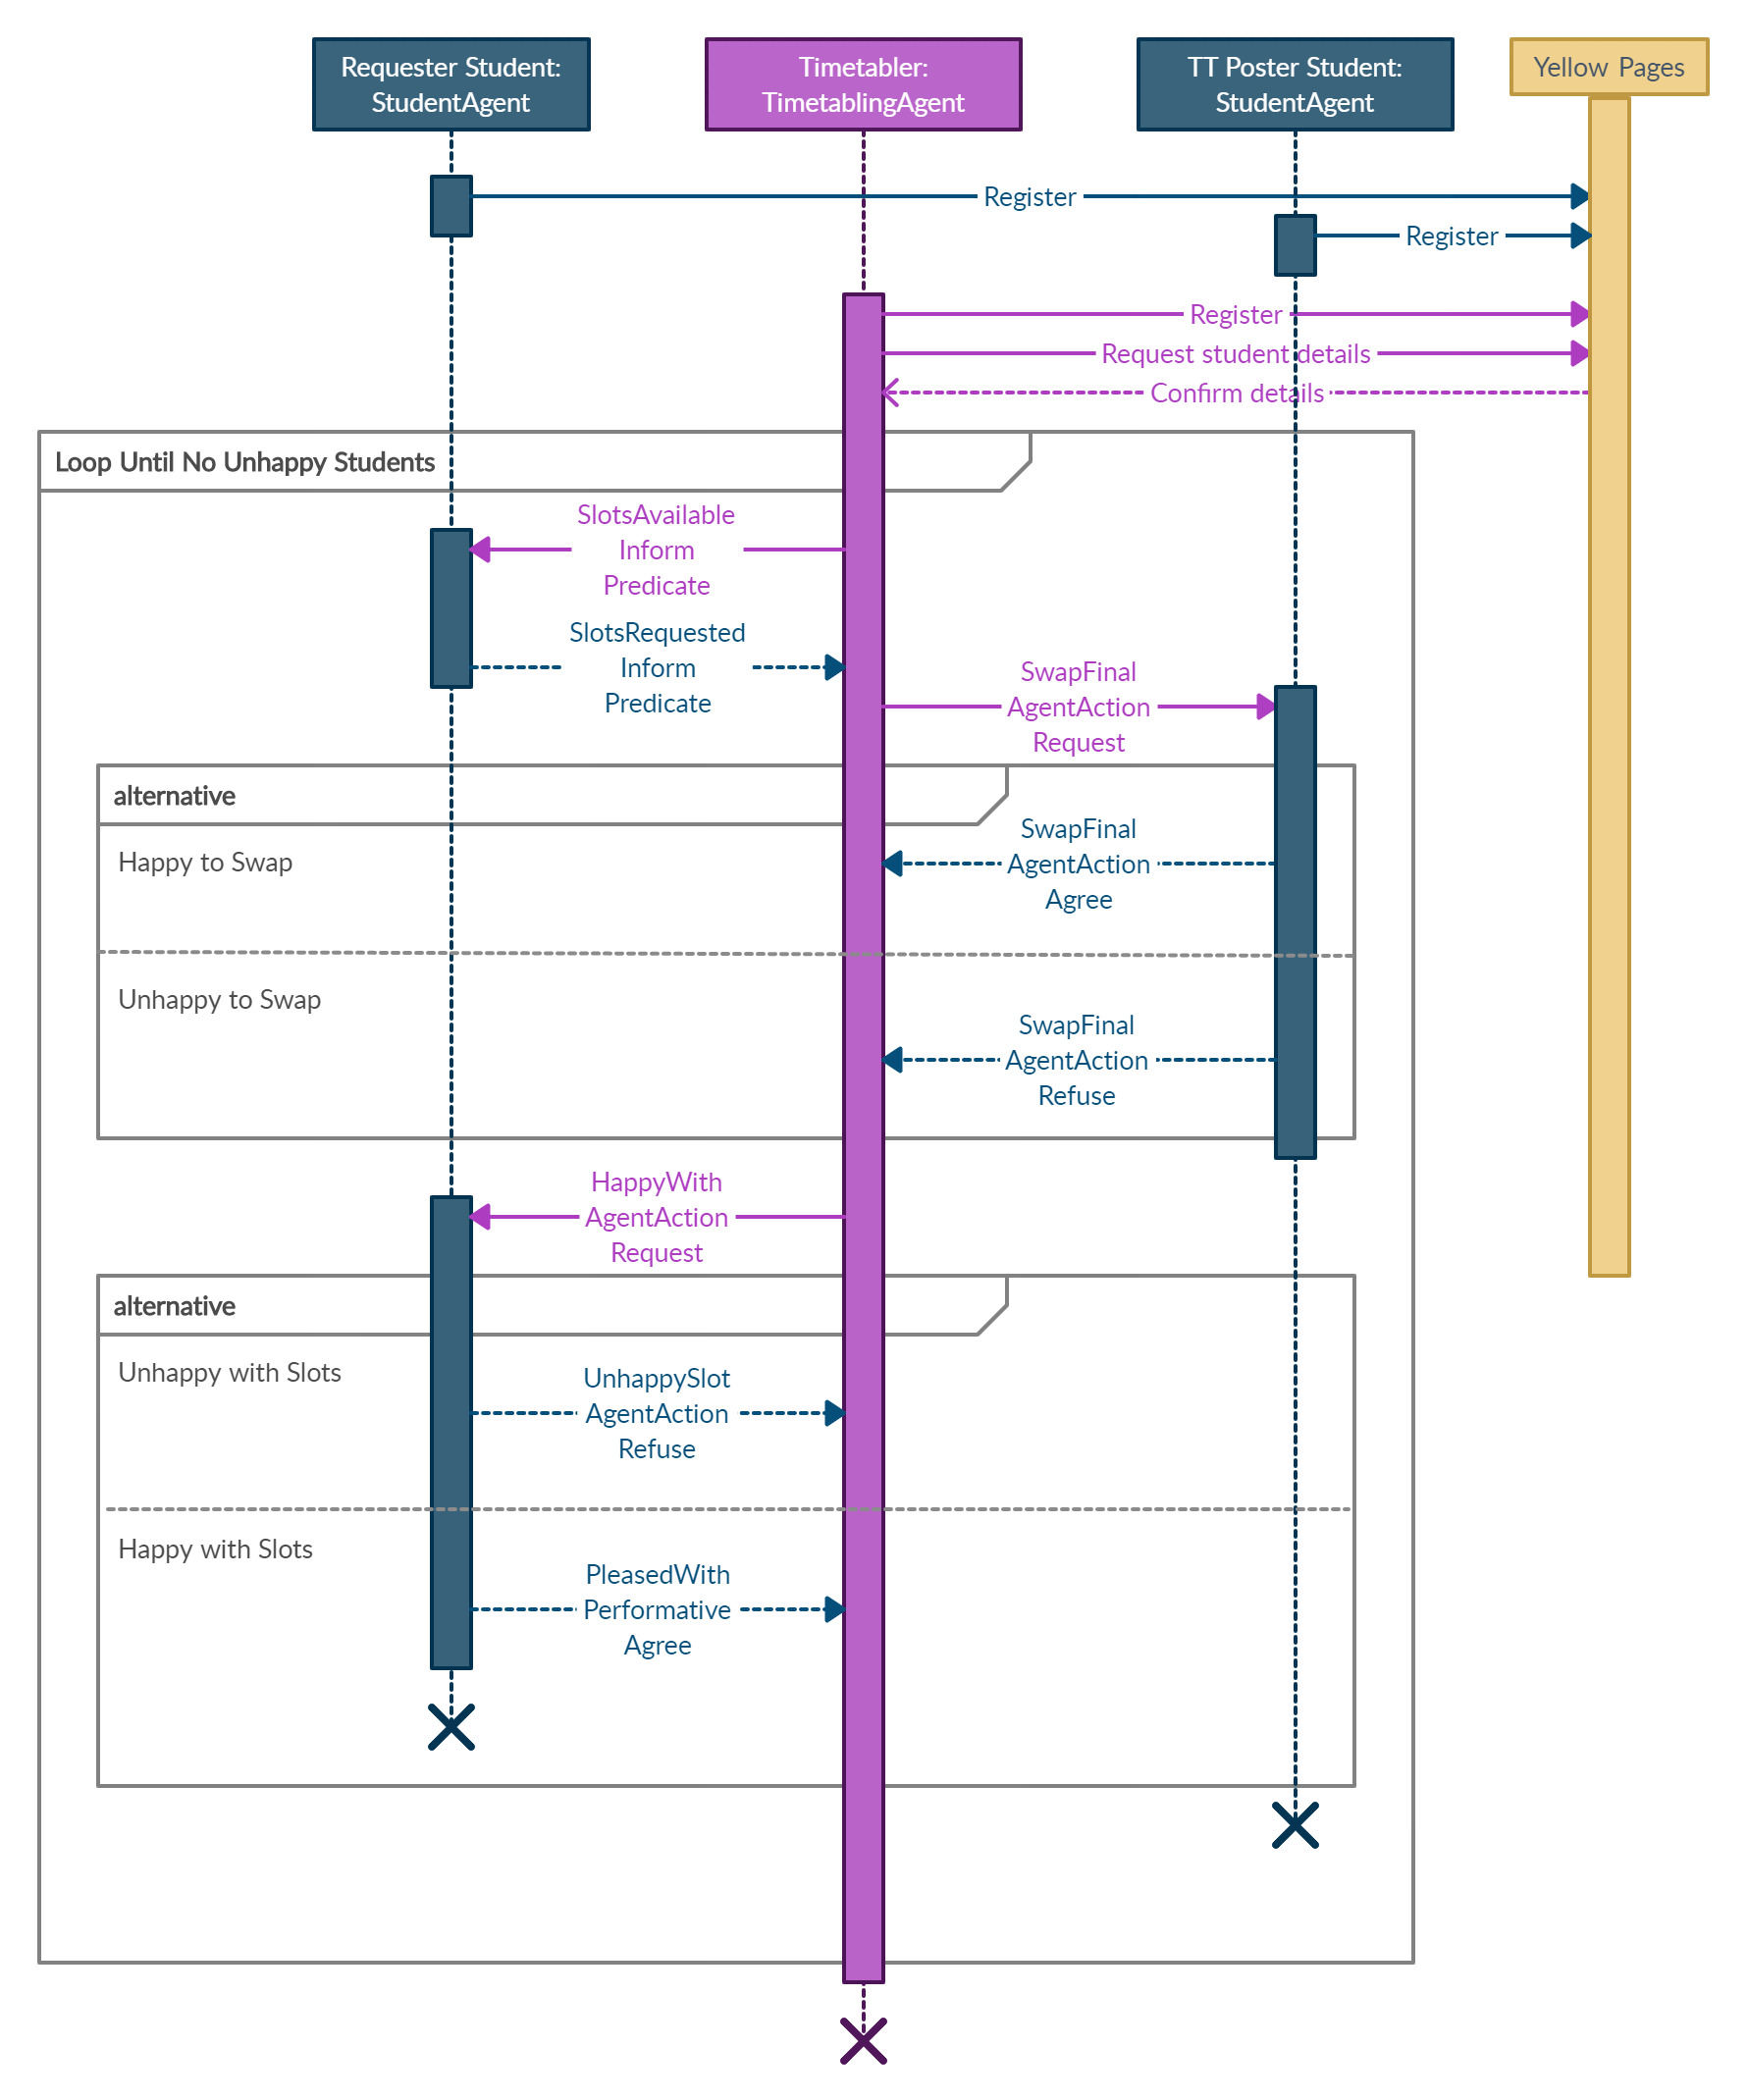 Requester Student:
StudentAgent
Timetabler:
TimetablingAgent
TT Poster Student:
StudentAgent
Yellow Pages
Register
Register
Register
Request student details
Confirm details
Loop Until No Unhappy Students
SlotsAvailable
Inform
Predicate
SlotsRequested
Inform
Predicate
SwapFinal
AgentAction
Request
alternative
Happy to Swap
SwapFinal
AgentAction
Agree
Unhappy to Swap
SwapFinal
AgentAction
Refuse
HappyWith
AgentAction
Request
alternative
Unhappy with Slots
UnhappySlot
AgentAction
Refuse
Happy with Slots
PleasedWith
Performative
Agree